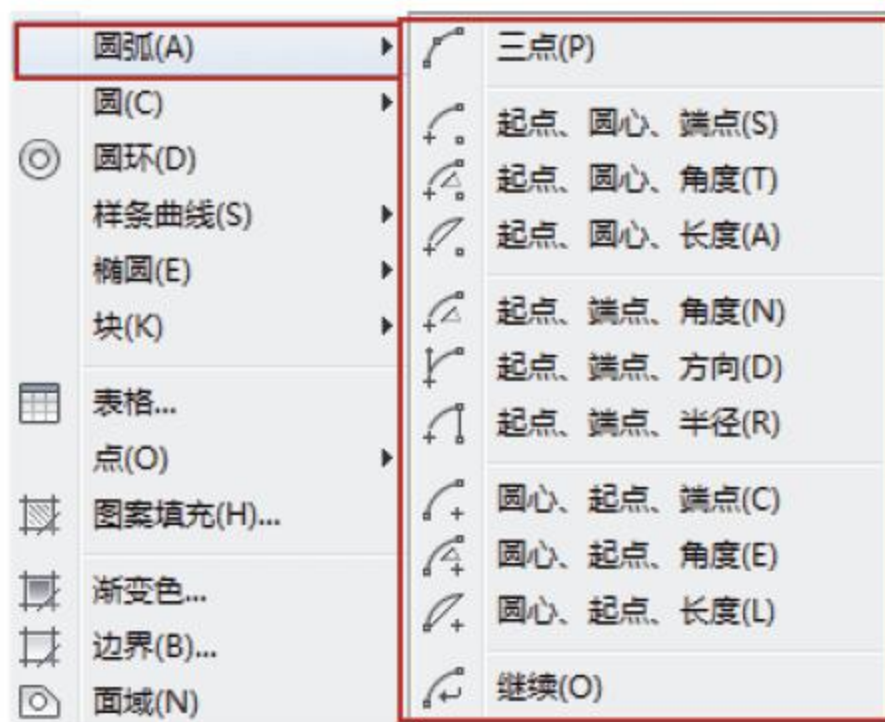 圆弧(A)
圆(C)
圆环(D)
样条曲线(S)
椭圆(E)
块(K)
表格...
点(O)
图案填充(H)...
渐变色...
边界(B)...
面域(N)
三点(P)
起点、圆心、端点(S)
起点、圆心、角度(T)
起点、圆心、长度(A)
起点、端点、角度(N)
起点、端点、方向(D)
起点、端点、半径(R)
圆心、起点、端点(C)
圆心、起点、角度(E)
圆心、起点、长度(L)
继续(O)